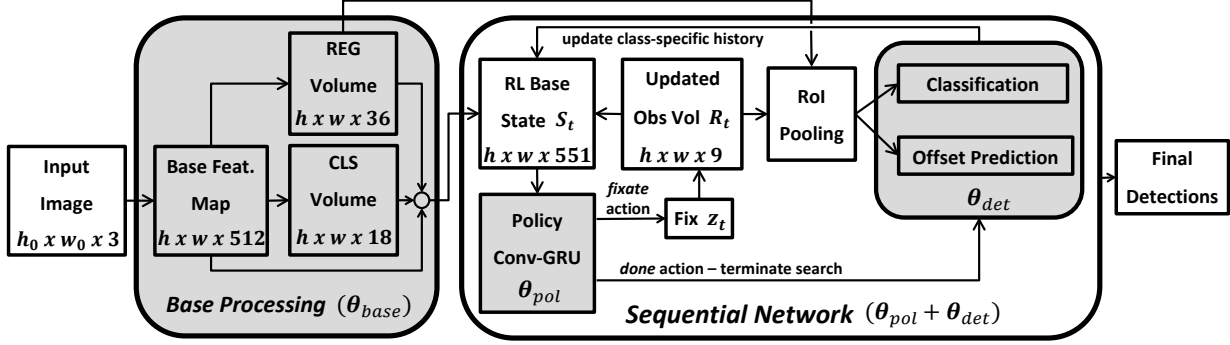 Input
Image
h₀ x w₀ x 3
REG
Volume
h x w x 36
Base Feat.
Map
h x w x 512
CLS
Volume
h x w x 18
Base Processing (θ_base)
update class-specific history
RL Base
State S_t
h x w x 551
Updated
Obs Vol R_t
h x w x 9
RoI
Pooling
Classification
Offset Prediction
θ_det
Policy
Conv-GRU
θ_pol
fixate
action
Fix z_t
done action – terminate search
Sequential Network (θ_pol + θ_det)
Final
Detections